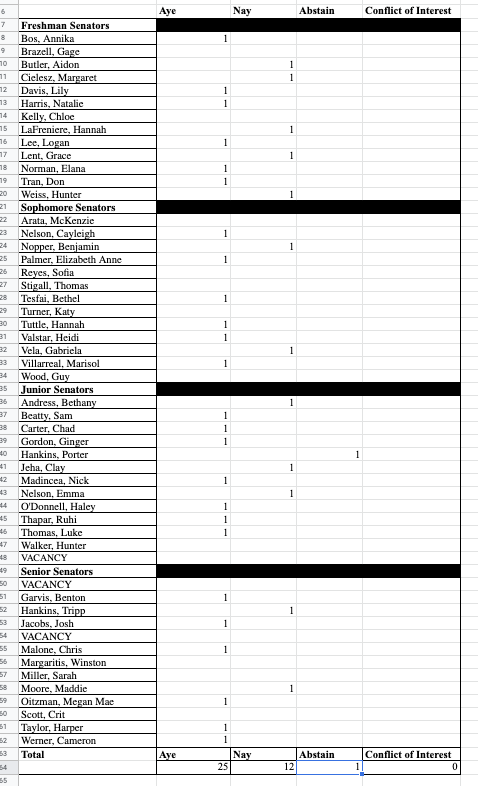 6 Aye Nay Abstain Conflict of Interest
7 Freshman Senators
8 Bos, Annika 1
9 Brazell, Gage
10 Butler, Aidon 1
11 Cielesz, Margaret 1
12 Davis, Lily 1
13 Harris, Natalie 1
14 Kelly, Chloe
15 LaFreniere, Hannah 1
16 Lee, Logan 1
17 Lent, Grace 1
18 Norman, Elana 1
19 Tran, Don 1
20 Weiss, Hunter 1
21 Sophomore Senators
22 Arata, McKenzie
23 Nelson, Cayleigh 1
24 Nopper, Benjamin 1
25 Palmer, Elizabeth Anne 1
26 Reyes, Sofia
27 Stigall, Thomas
28 Tesfai, Bethel 1
29 Turner, Katy
30 Tuttle, Hannah 1
31 Valstar, Heidi 1
32 Vela, Gabriela 1
33 Villarreal, Marisol 1
34 Wood, Guy
35 Junior Senators
36 Andress, Bethany 1
37 Beatty, Sam 1
38 Carter, Chad 1
39 Gordon, Ginger 1
40 Hankins, Porter 1
41 Jeha, Clay 1
42 Madincea, Nick 1
43 Nelson, Emma 1
44 O'Donnell, Haley 1
45 Thapar, Ruhi 1
46 Thomas, Luke 1
47 Walker, Hunter
48 VACANCY
49 Senior Senators
50 VACANCY
51 Garvis, Benton 1
52 Hankins, Tripp 1
53 Jacobs, Josh 1
54 VACANCY
55 Malone, Chris 1
56 Margaritis, Winston
57 Miller, Sarah
58 Moore, Maddie 1
59 Oitzman, Megan Mae 1
60 Scott, Crit
61 Taylor, Harper 1
62 Werner, Cameron 1
63 Total Aye Nay Abstain Conflict of Interest
64 25 12 1 0
65